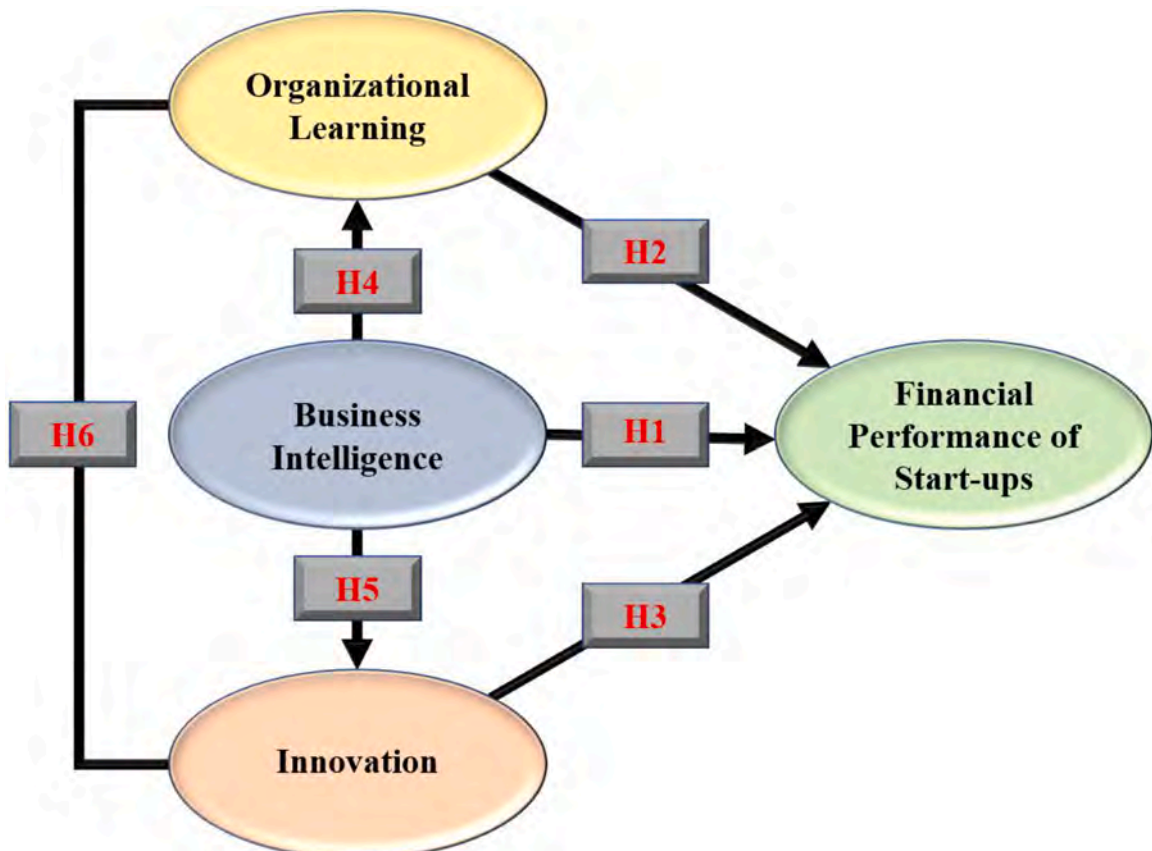 Organizational
Learning
H2
H4
Business
Intelligence
H1
H6
Financial
Performance of
Start-ups
H5
H3
Innovation